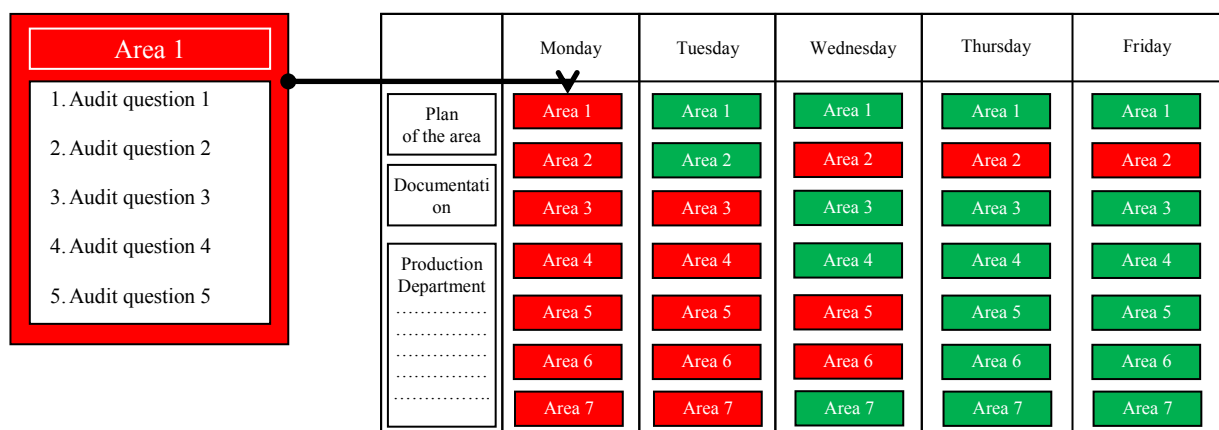 Area 1
1. Audit question 1
2. Audit question 2
3. Audit question 3
4. Audit question 4
5. Audit question 5
Monday Tuesday Wednesday Thursday Friday
Plan
of the area
Documentati
on
Production
Department
……………
……………
……………
……………
……………
Area 1 Area 1 Area 1 Area 1 Area 1
Area 2 Area 2 Area 2 Area 2 Area 2
Area 3 Area 3 Area 3 Area 3 Area 3
Area 4 Area 4 Area 4 Area 4 Area 4
Area 5 Area 5 Area 5 Area 5 Area 5
Area 6 Area 6 Area 6 Area 6 Area 6
Area 7 Area 7 Area 7 Area 7 Area 7